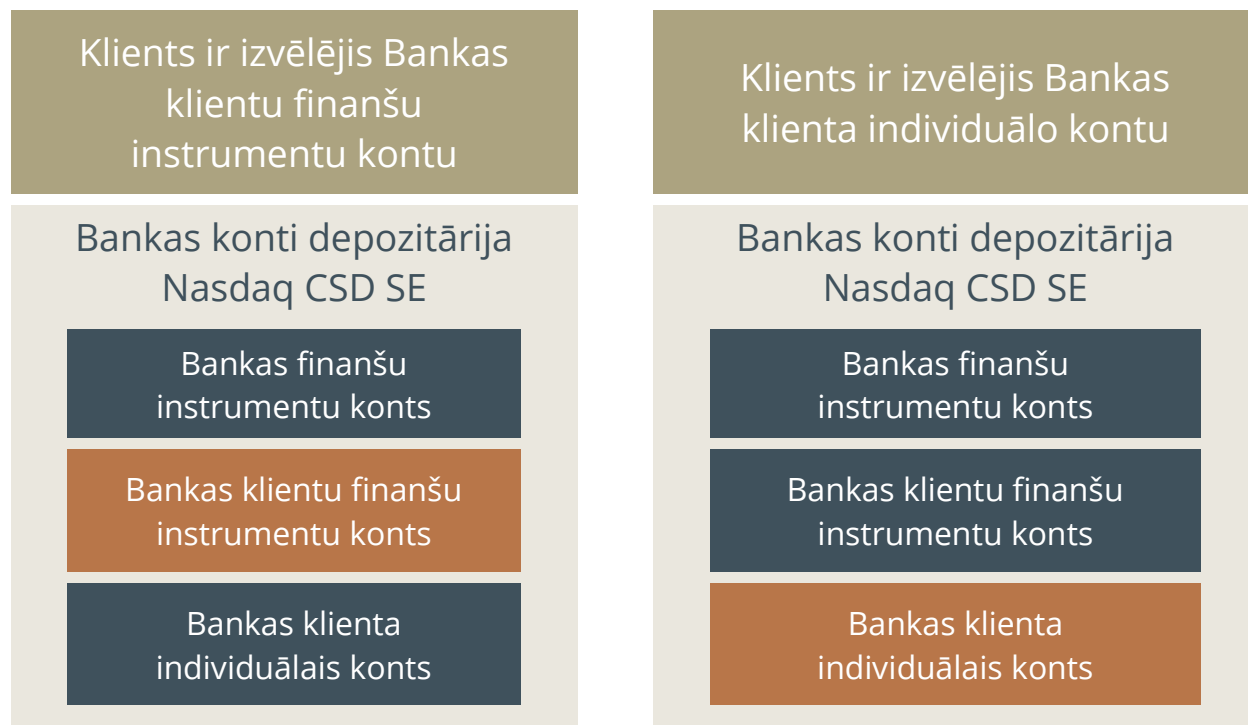 Klients ir izvēlējis Bankas
klientu finanšu
instrumentu kontu
Bankas konti depozitārija
Nasdaq CSD SE
Bankas finanšu
instrumentu konts
Bankas klientu finanšu
instrumentu konts
Bankas klienta
individuālais konts
Klients ir izvēlējis Bankas
klienta individuālo kontu
Bankas konti depozitārija
Nasdaq CSD SE
Bankas finanšu
instrumentu konts
Bankas klientu finanšu
instrumentu konts
Bankas klienta
individuālais konts